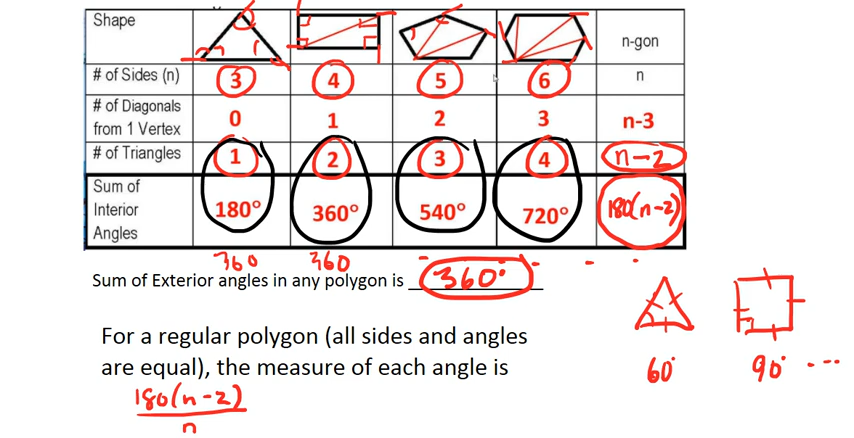 Shape n-gon
# of Sides (n) 3 4 5 6 n
# of Diagonals
from 1 Vertex 0 1 2 3 n-3
# of Triangles 1 2 3 4 n-2
Sum of
Interior 180° 360° 540° 720° 180(n-2)
Angles
360 360
Sum of Exterior angles in any polygon is 360°
For a regular polygon (all sides and angles
are equal), the measure of each angle is
180(n-2)
n
60° 90° ...